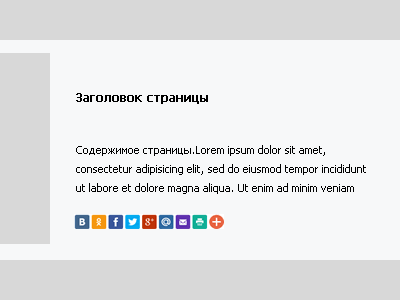 Заголовок страницы
Содержимое страницы.Lorem ipsum dolor sit amet,
consectetur adipisicing elit, sed do eiusmod tempor incididunt
ut labore et dolore magna aliqua. Ut enim ad minim veniam